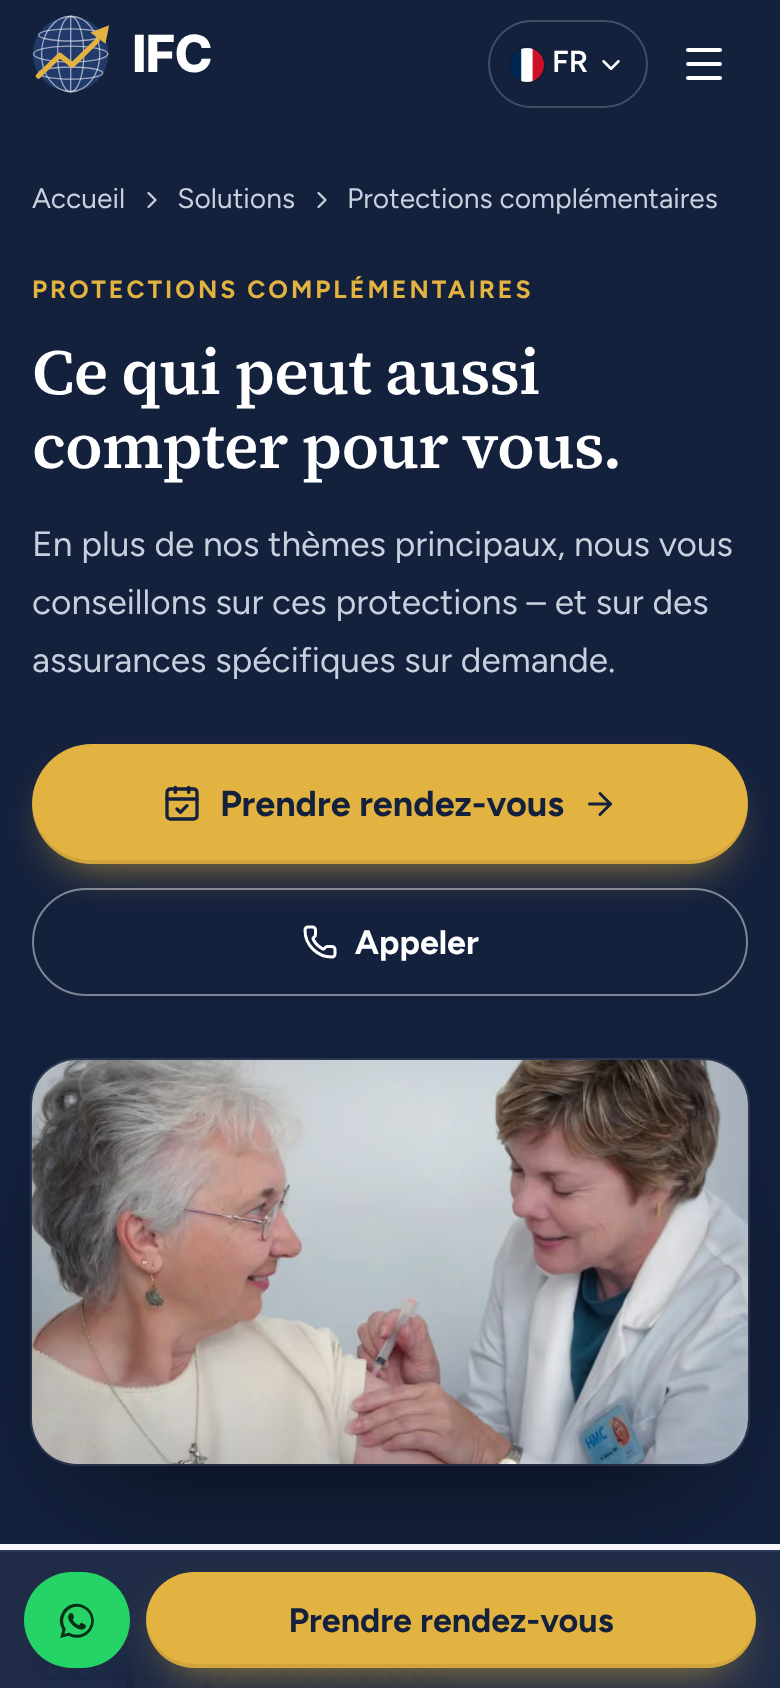 IFC
FR
Accueil > Solutions > Protections complémentaires
PROTECTIONS COMPLÉMENTAIRES
Ce qui peut aussi
compter pour vous.
En plus de nos thèmes principaux, nous vous
conseillons sur ces protections – et sur des
assurances spécifiques sur demande.
Prendre rendez-vous →
Appeler
HMC
Prendre rendez-vous